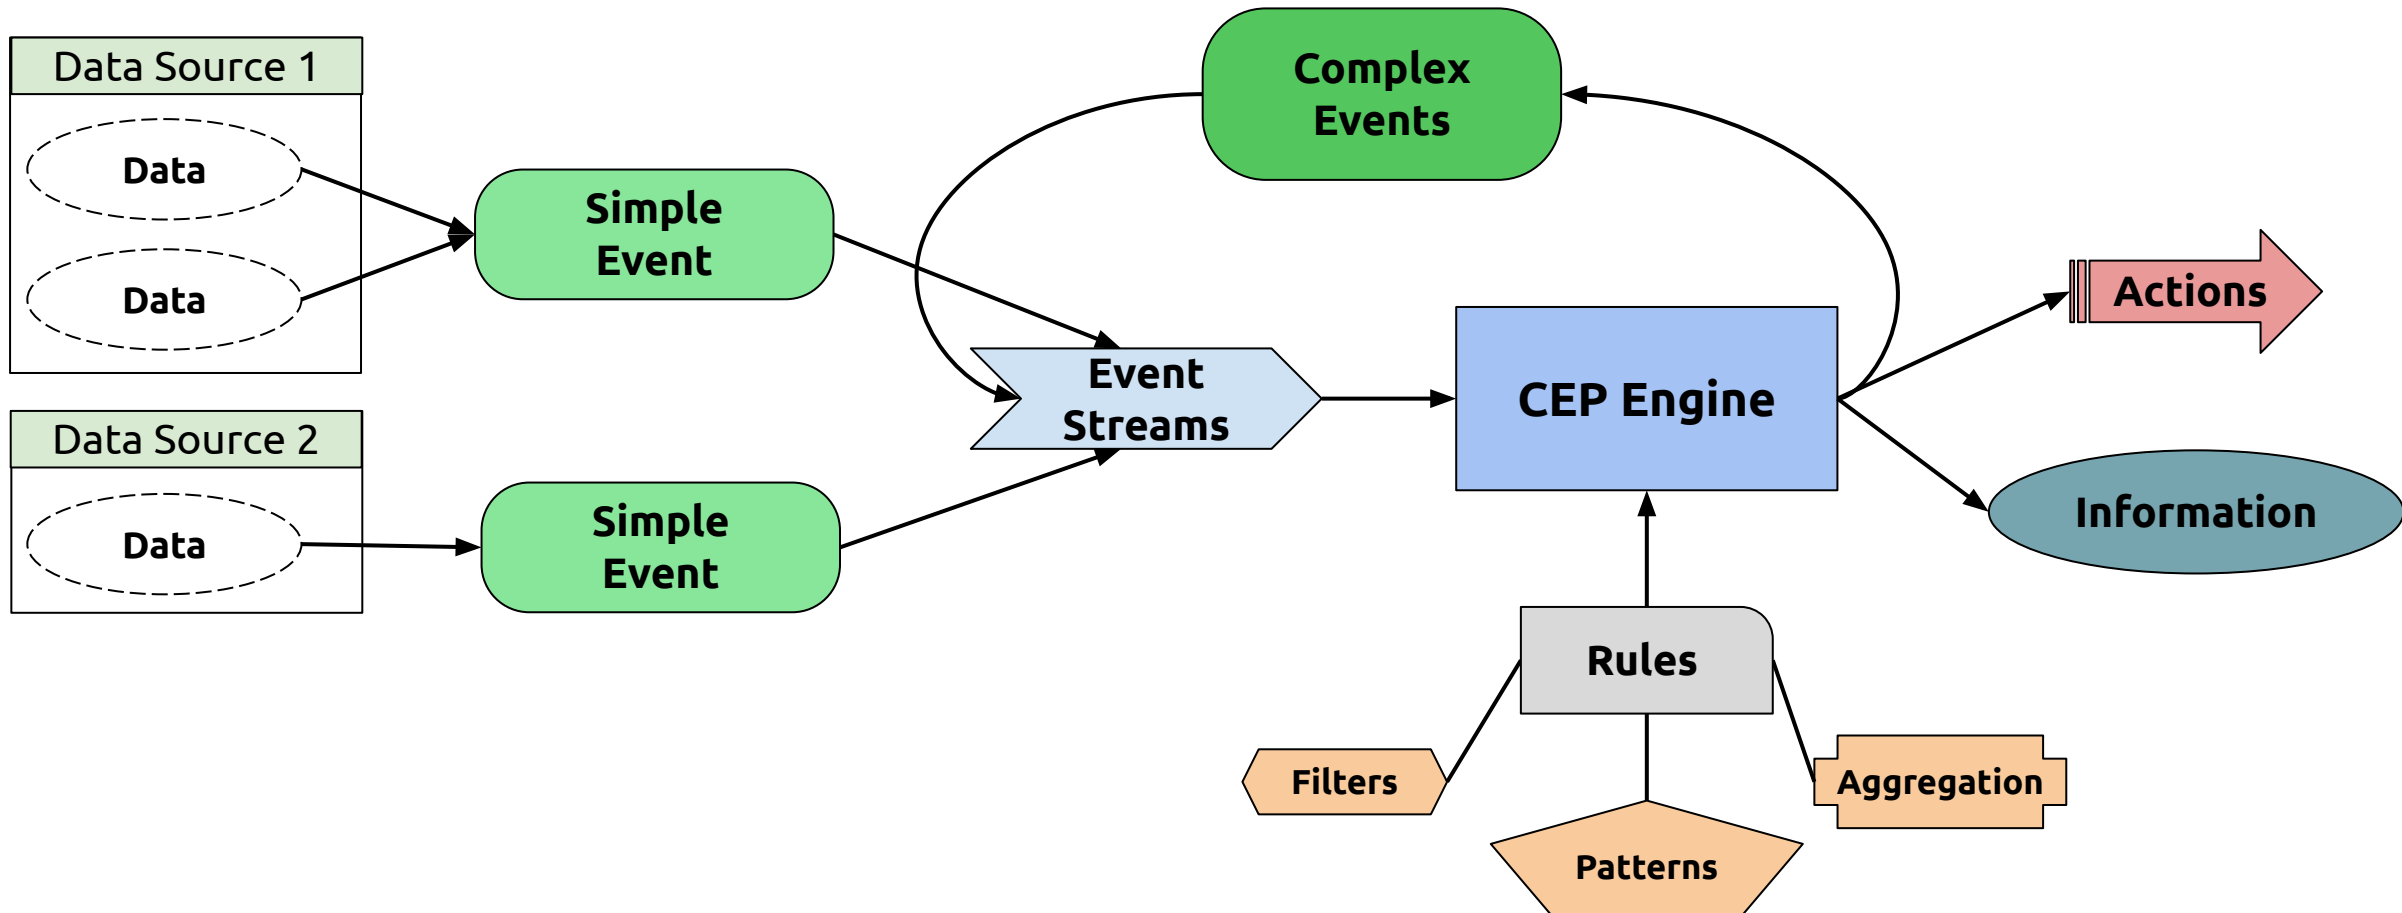 Data Source 1
Data
Data
Simple
Event
Data Source 2
Data
Simple
Event
Complex
Events
Event
Streams
CEP Engine
Actions
Information
Rules
Filters
Patterns
Aggregation